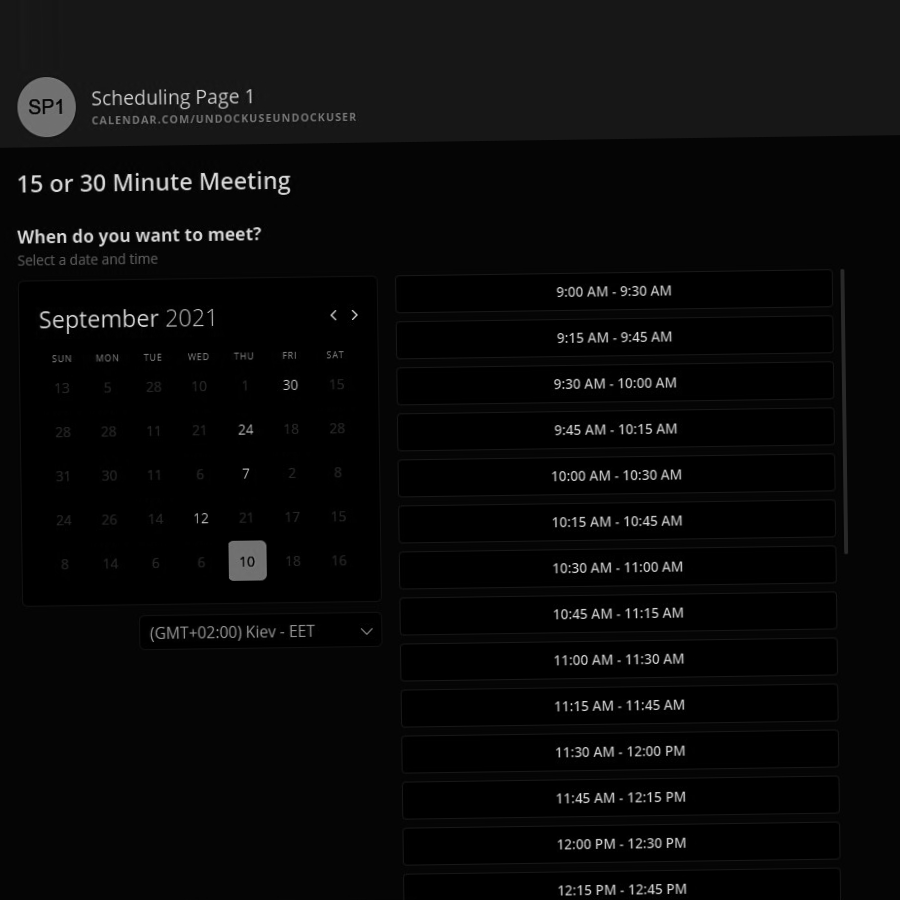 SP1
Scheduling Page 1
CALENDAR.COM/UNDOCKUSEUNDOCKUSER
15 or 30 Minute Meeting
When do you want to meet?
Select a date and time
September 2021
SUN MON TUE WED THU FRI SAT
13 5 28 10 1 30 15
28 28 11 21 24 18 28
31 30 11 6 7 2 8
24 26 14 12 21 17 15
8 14 6 6 10 18 16
(GMT+02:00) Kiev - EET
9:00 AM - 9:30 AM
9:15 AM - 9:45 AM
9:30 AM - 10:00 AM
9:45 AM - 10:15 AM
10:00 AM - 10:30 AM
10:15 AM - 10:45 AM
10:30 AM - 11:00 AM
10:45 AM - 11:15 AM
11:00 AM - 11:30 AM
11:15 AM - 11:45 AM
11:30 AM - 12:00 PM
11:45 AM - 12:15 PM
12:00 PM - 12:30 PM
12:15 PM - 12:45 PM